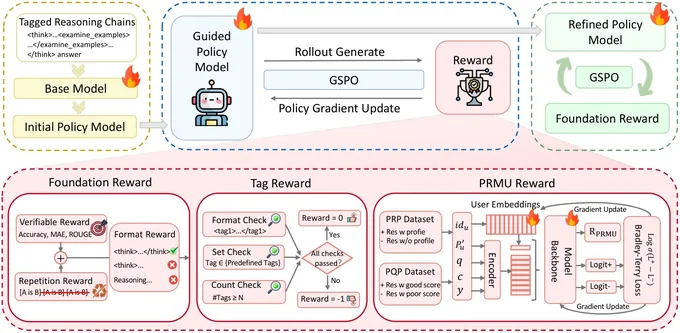 Tagged Reasoning Chains
<think>...<examine_examples>...
...</examine_examples>...
</think> answer
Base Model
Initial Policy Model
Guided
Policy
Model
Rollout Generate
GSPO
Policy Gradient Update
Reward
Refined Policy
Model
GSPO
Foundation Reward
Foundation Reward
Verifiable Reward
Accuracy, MAE, ROUGE
Repetition Reward
[A is B] [A is B] [A is B]
Format Reward
<think>...</think>
<think>...
Reasoning...
Tag Reward
Format Check
<tag1>...</tag1>
Set Check
Tag ∈ {Predefined Tags}
Count Check
#Tags ≥ N
Reward = 0
Yes
All checks
passed?
No
Reward = -1
PRMU Reward
PRP Dataset
+ Res w profile
- Res w/o profile
PQP Dataset
+ Res w good score
- Res w poor score
User Embeddings
id_u
P_u^t
q
c
y
Encoder
Model
Backbone
Gradient Update
R_PRMU
Logit+
Logit-
Gradient Update
Log σ(L⁺ − L⁻)
Bradley-Terry Loss